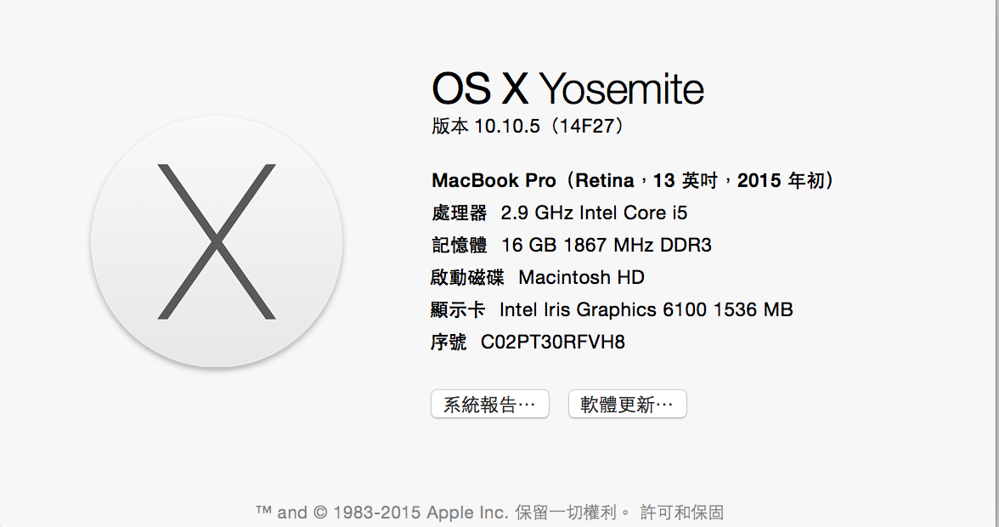 OS X Yosemite
版本 10.10.5（14F27）
MacBook Pro（Retina，13 英吋，2015 年初）
處理器 2.9 GHz Intel Core i5
記憶體 16 GB 1867 MHz DDR3
啟動磁碟 Macintosh HD
顯示卡 Intel Iris Graphics 6100 1536 MB
序號 C02PT30RFVH8
系統報告⋯ 軟體更新⋯
™ and © 1983-2015 Apple Inc. 保留一切權利。 許可和保固